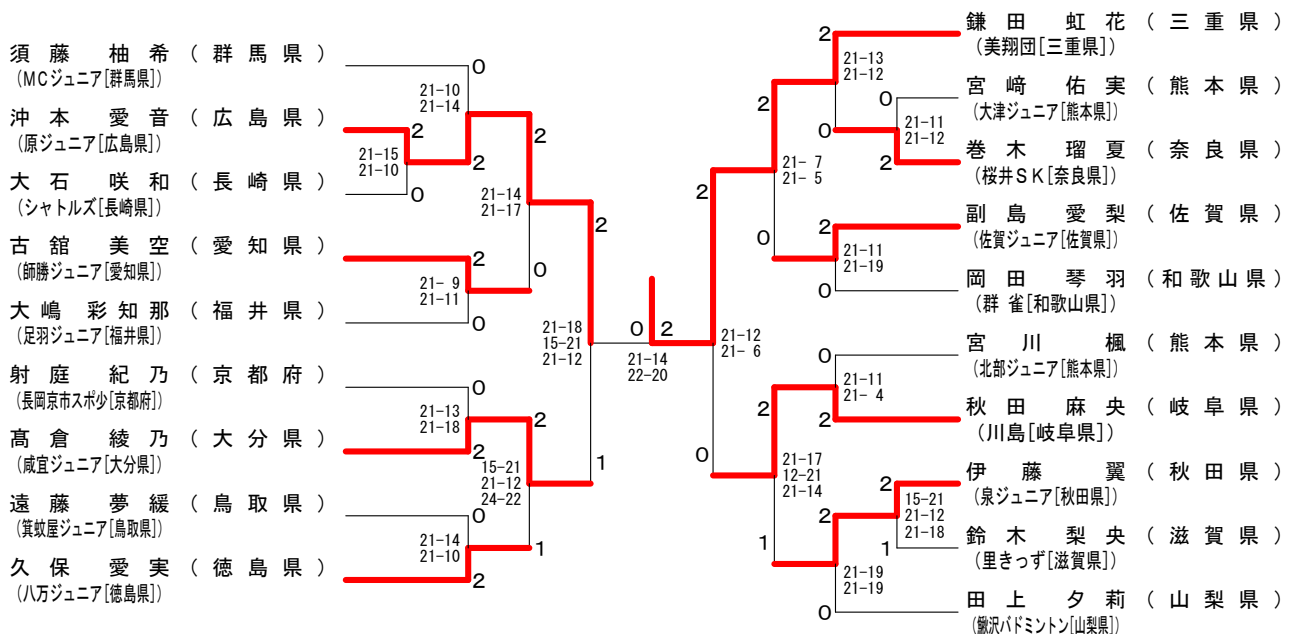 須藤 柚希 (群馬県)
(MCジュニア[群馬県])
沖本 愛音 (広島県)
(原ジュニア[広島県])
大石 咲和 (長崎県)
(シャトルズ[長崎県])
古舘 美空 (愛知県)
(師勝ジュニア[愛知県])
大嶋 彩知那 (福井県)
(足羽ジュニア[福井県])
射庭 紀乃 (京都府)
(長岡京市スポ少[京都府])
髙倉 綾乃 (大分県)
(咸宜ジュニア[大分県])
遠藤 夢緩 (鳥取県)
(箕蚊屋ジュニア[鳥取県])
久保 愛実 (徳島県)
(八万ジュニア[徳島県])
0
21-10
21-14
2
2
21-15
21-10
0
2
21-14
21-17
2
21- 9
21-11
0
0
2
21-18
15-21
21-12
0
21-13
21-18
2
2
15-21
21-12
24-22
1
0
21-14
21-10
2
1
0
2
21-14
22-20
2
21-12
21- 6
0
2
21- 7
21- 5
0
2
21-13
21-12
0
0
21-11
21-12
2
2
21-11
21-19
0
0
21-11
21- 4
2
2
21-17
12-21
21-14
1
2
15-21
21-12
21-18
1
2
21-19
21-19
0
鎌田 虹花 (三重県)
(美翔団[三重県])
宮﨑 佑実 (熊本県)
(大津ジュニア[熊本県])
巻木 瑠夏 (奈良県)
(桜井SK[奈良県])
副島 愛梨 (佐賀県)
(佐賀ジュニア[佐賀県])
岡田 琴羽 (和歌山県)
(群 雀[和歌山県])
宮川 楓 (熊本県)
(北部ジュニア[熊本県])
秋田 麻央 (岐阜県)
(川島[岐阜県])
伊藤 翼 (秋田県)
(泉ジュニア[秋田県])
鈴木 梨央 (滋賀県)
(里きっず[滋賀県])
田上 夕莉 (山梨県)
(鰍沢バドミントン[山梨県])